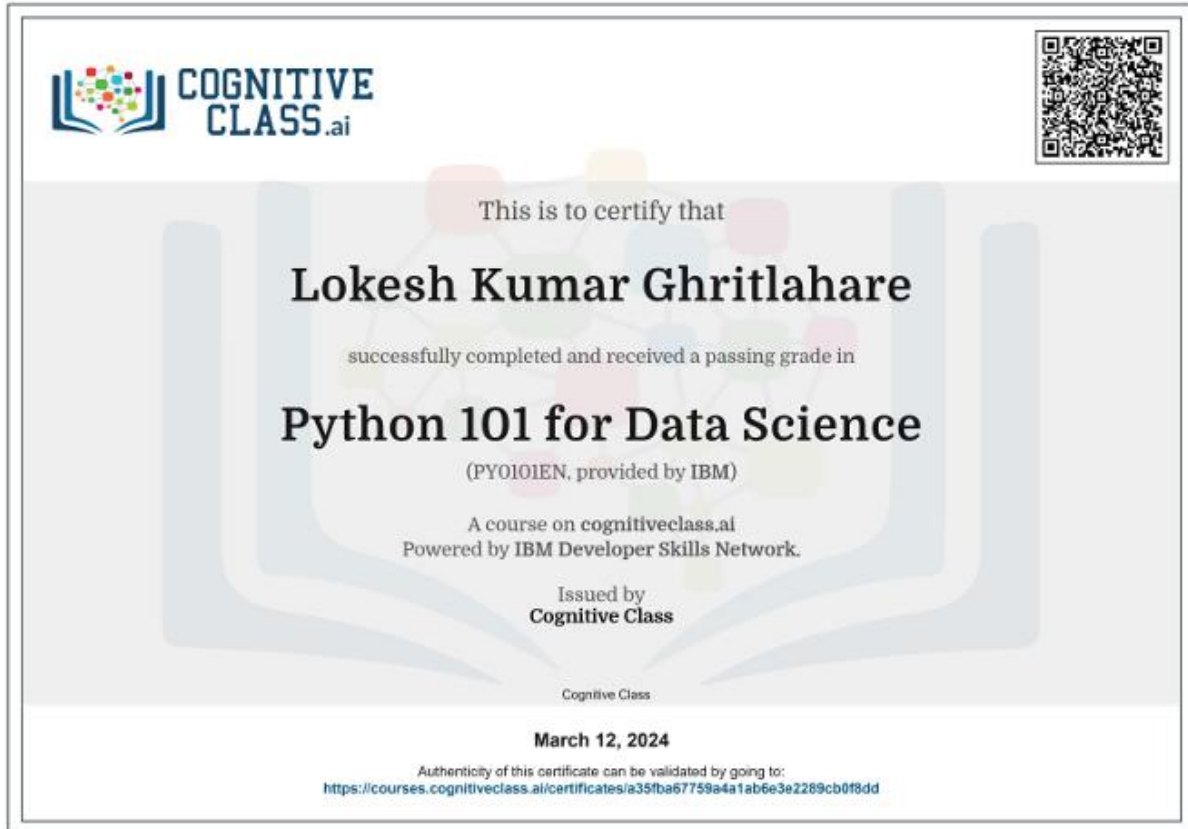 COGNITIVE
CLASS.ai
This is to certify that
Lokesh Kumar Ghritlahare
successfully completed and received a passing grade in
Python 101 for Data Science
(PY0101EN, provided by IBM)
A course on cognitiveclass.ai
Powered by IBM Developer Skills Network.
Issued by
Cognitive Class
Cognitive Class
March 12, 2024
Authenticity of this certificate can be validated by going to:
https://courses.cognitiveclass.ai/certificates/a35fba67759a4a1ab6e3e2289cb0f8dd